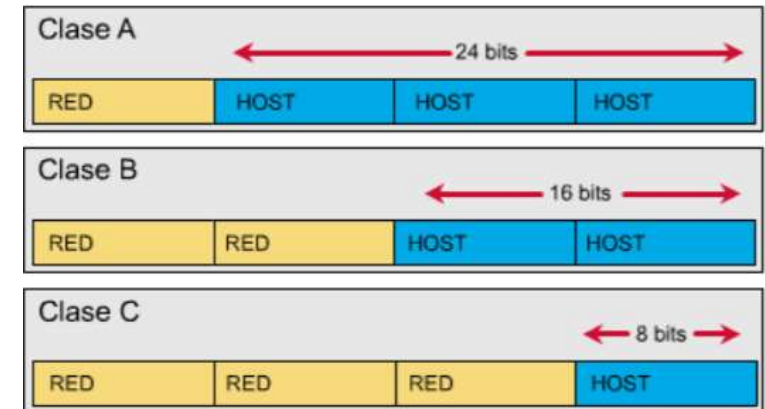 Clase A
24 bits
RED HOST HOST HOST
Clase B
16 bits
RED RED HOST HOST
Clase C
8 bits
RED RED RED HOST